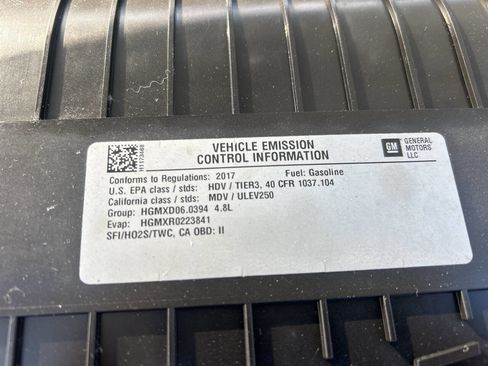 VEHICLE EMISSION
CONTROL INFORMATION
GM
GENERAL
MOTORS
LLC
Conforms to Regulations: 2017 Fuel: Gasoline
U.S. EPA class / stds: HDV / TIER3, 40 CFR 1037.104
California class / stds: MDV / ULEV250
Group: HGMXD06.0394 4.8L
Evap: HGMXR0223841
SFI/HO2S/TWC, CA OBD: II